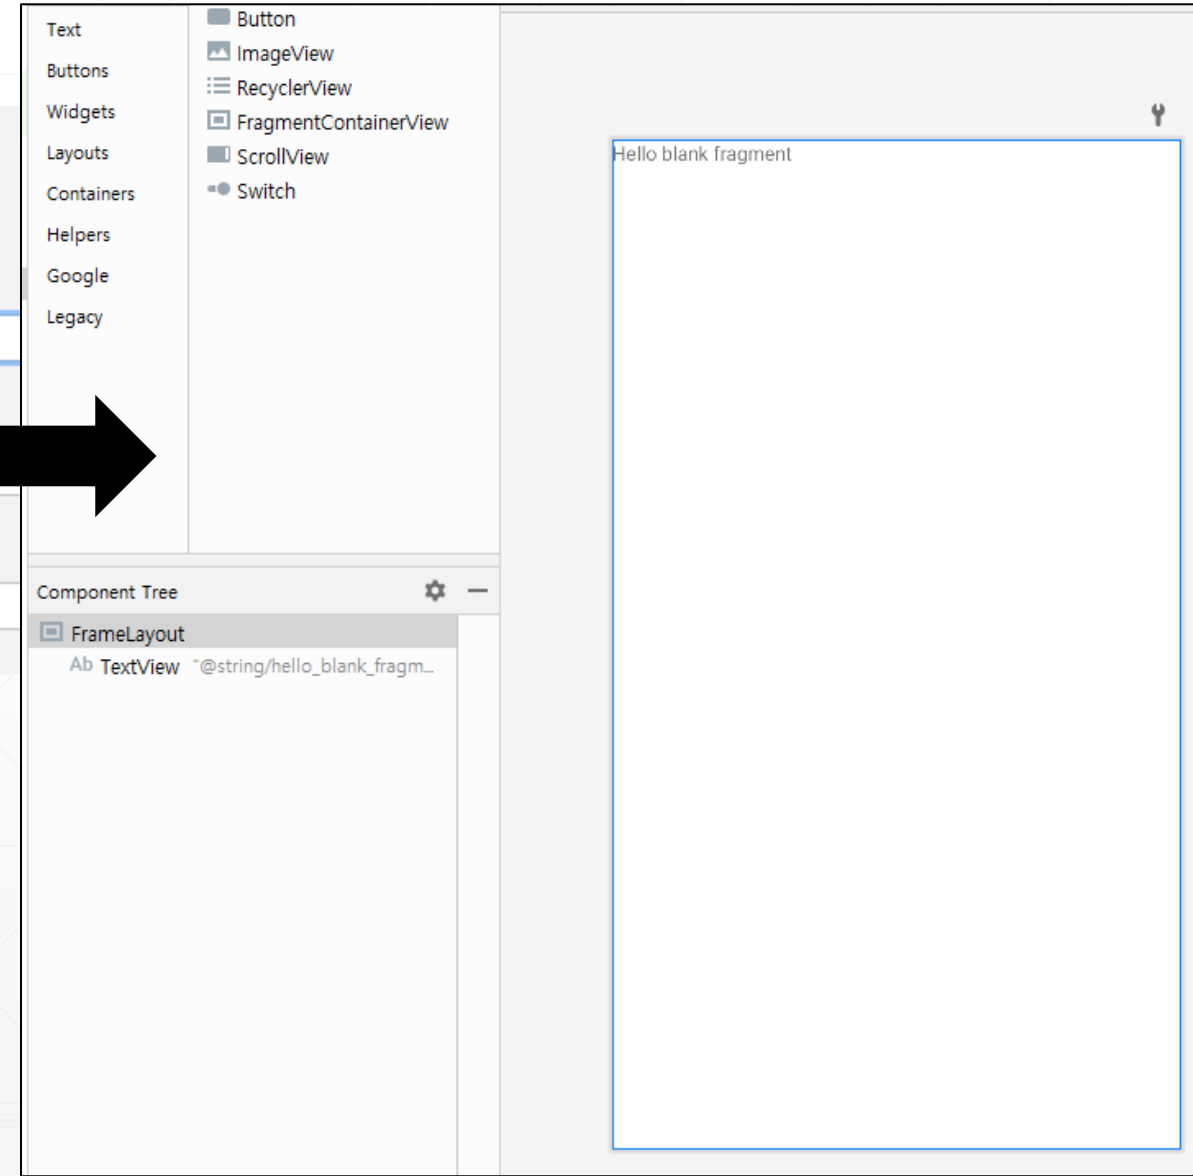 Text
Buttons
Widgets
Layouts
Containers
Helpers
Google
Legacy
Button
ImageView
RecyclerView
FragmentContainerView
ScrollView
Switch
Component Tree
FrameLayout
Ab TextView "@string/hello_blank_fragm...
Hello blank fragment